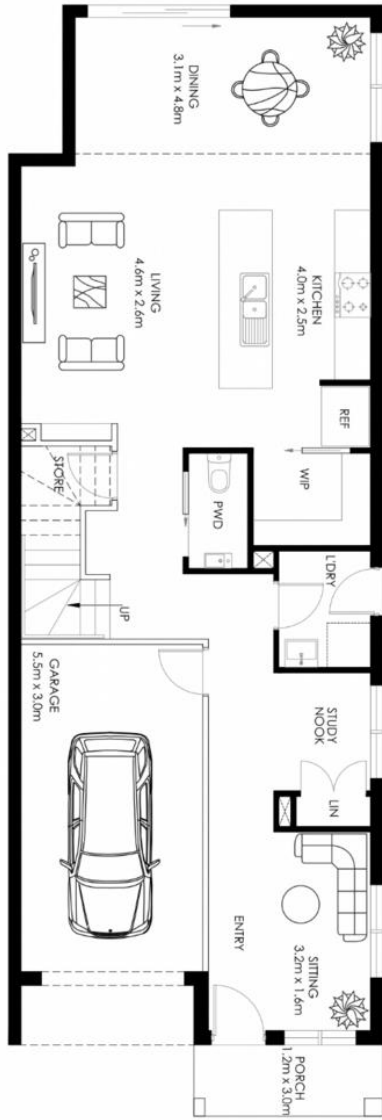 DINING
3.1m x 4.8m
KITCHEN
4.0m x 2.5m
LIVING
4.6m x 2.6m
REF
WIP
STORE
PWD
L'DRY
UP
GARAGE
5.5m x 3.0m
STUDY
NOOK
LIN
ENTRY
SITTING
3.2m x 1.6m
PORCH
1.2m x 3.0m